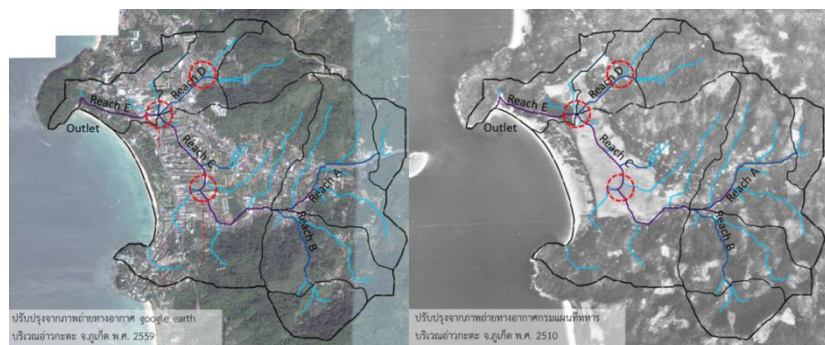 Reach D
Reach E
Outlet
Reach C
Reach A
Reach B
ปรับปรุงจากภาพถ่ายทางอากาศ google earth
บริเวณอ่าวกะตะ จ.ภูเก็ต พ.ศ. 2559
Reach D
Reach E
Outlet
Reach C
Reach A
Reach B
ปรับปรุงจากภาพถ่ายทางอากาศกรมแผนที่ทหาร
บริเวณอ่าวกะตะ จ.ภูเก็ต พ.ศ. 2510